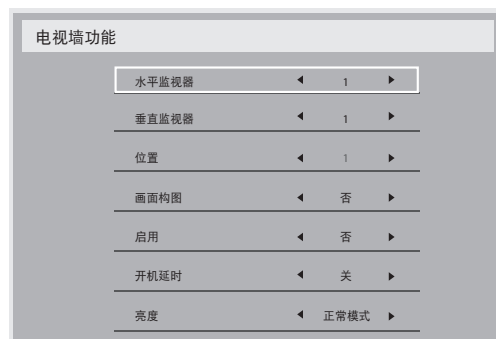 电视墙功能
水平监视器 1
垂直监视器 1
位置 1
画面构图 否
启用 否
开机延时 关
亮度 正常模式